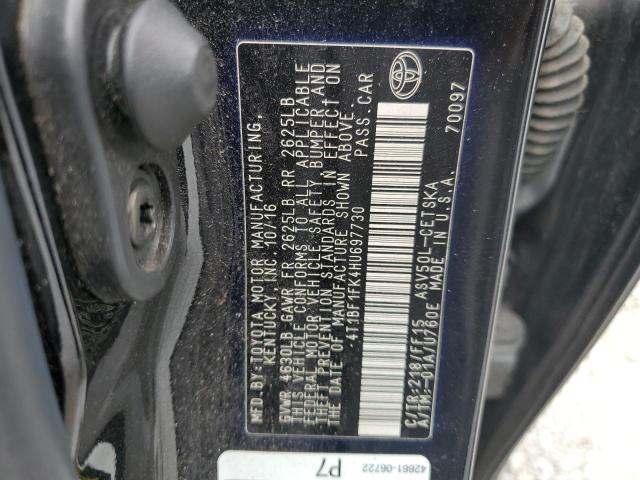 MFD. BY: TOYOTA MOTOR MANUFACTURING,
KENTUCKY, INC. 10/16
GVWR 4630LB GAWR FR 2625LB RR 2625LB
THIS VEHICLE CONFORMS TO ALL APPLICABLE
FEDERAL MOTOR VEHICLE SAFETY, BUMPER, AND
THEFT PREVENTION STANDARDS IN EFFECT ON
THE DATE OF MANUFACTURE SHOWN ABOVE.
4T1BF1FK4HU697730 PASS. CAR
C/TR:218/FF15 ASV50L-CETSKA
A/TM:-01A/U760E MADE IN U.S.A.
70097
42661-06722
P7